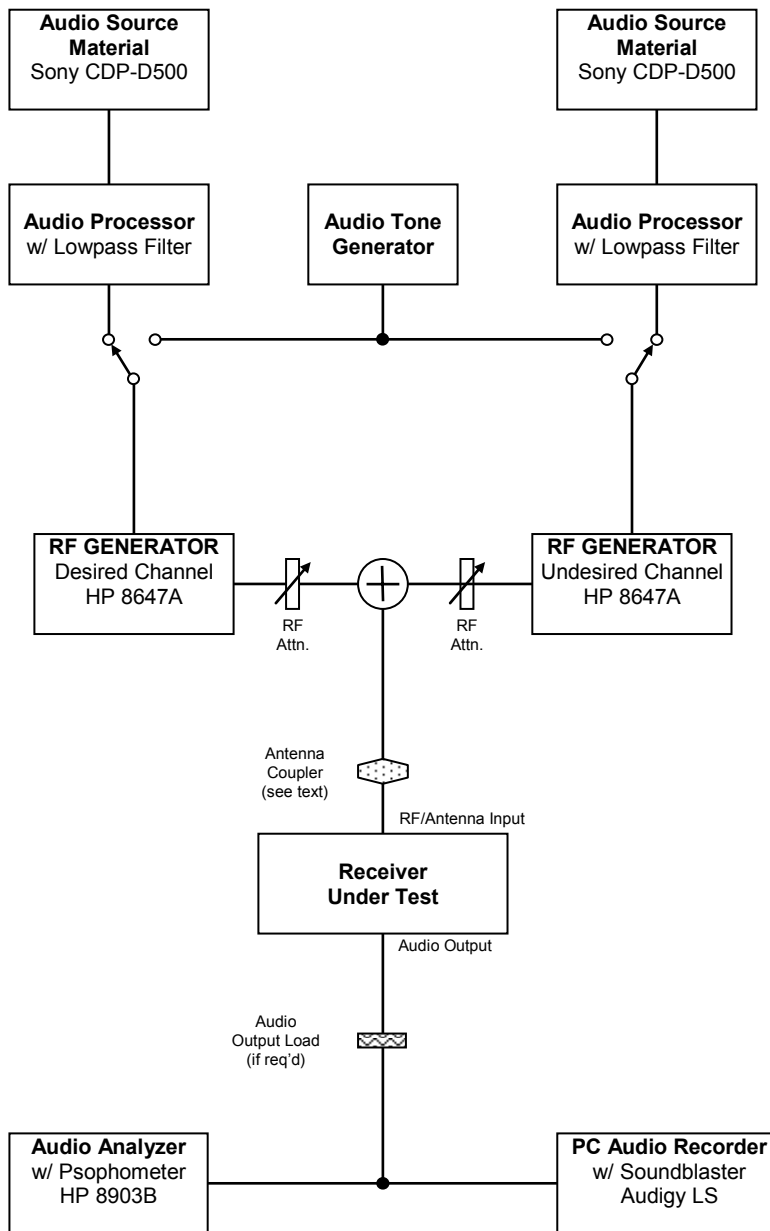 Audio Source
Material
Sony CDP-D500
Audio Source
Material
Sony CDP-D500
Audio Processor
w/ Lowpass Filter
Audio Tone
Generator
Audio Processor
w/ Lowpass Filter
RF GENERATOR
Desired Channel
HP 8647A
RF
Attn.
RF
Attn.
RF GENERATOR
Undesired Channel
HP 8647A
Antenna
Coupler
(see text)
RF/Antenna Input
Receiver
Under Test
Audio Output
Audio
Output Load
(if req'd)
Audio Analyzer
w/ Psophometer
HP 8903B
PC Audio Recorder
w/ Soundblaster
Audigy LS